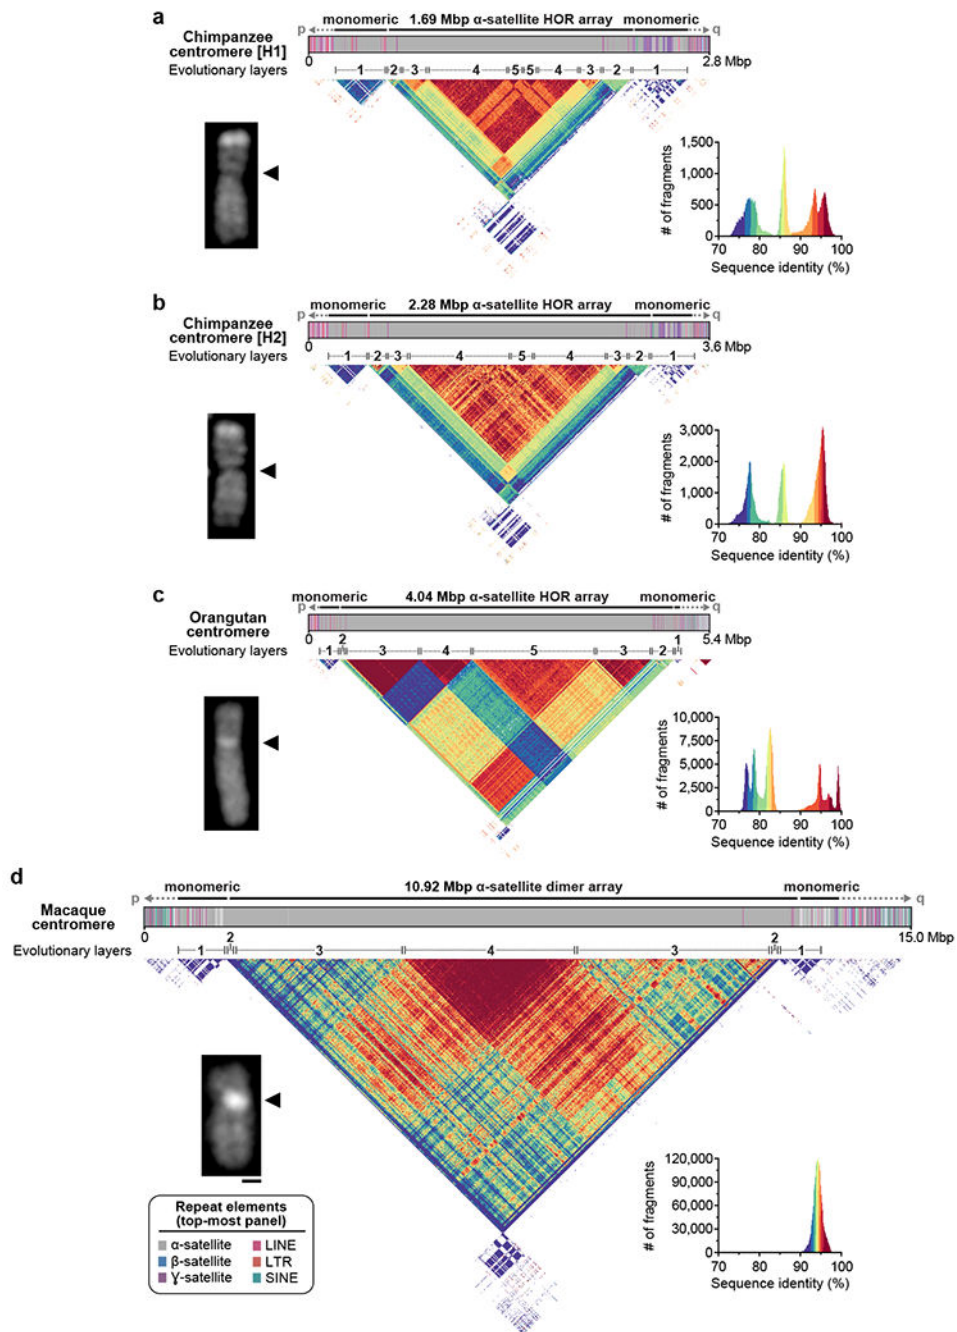 a
monomeric 1.69 Mbp α-satellite HOR array monomeric
Chimpanzee
centromere [H1]
p q
0 2.8 Mbp
Evolutionary layers
1 2 3 4 5 5 4 3 2 1
# of fragments
1,500
1,000
500
0
70 80 90 100
Sequence identity (%)
b
monomeric 2.28 Mbp α-satellite HOR array monomeric
p q
Chimpanzee
centromere [H2]
0 3.6 Mbp
Evolutionary layers
1 2 3 4 5 4 3 2 1
# of fragments
3,000
2,000
1,000
0
70 80 90 100
Sequence identity (%)
c
monomeric 4.04 Mbp α-satellite HOR array monomeric
p q
Orangutan
centromere
0 5.4 Mbp
Evolutionary layers
1 2 3 4 5 3 2 1
# of fragments
10,000
7,500
5,000
2,500
0
70 80 90 100
Sequence identity (%)
d
monomeric 10.92 Mbp α-satellite dimer array monomeric
p q
Macaque
centromere
0 15.0 Mbp
Evolutionary layers
1 2 3 4 3 2 1
# of fragments
120,000
90,000
60,000
30,000
0
70 80 90 100
Sequence identity (%)
Repeat elements
(top-most panel)
α-satellite LINE
β-satellite LTR
Ɣ-satellite SINE